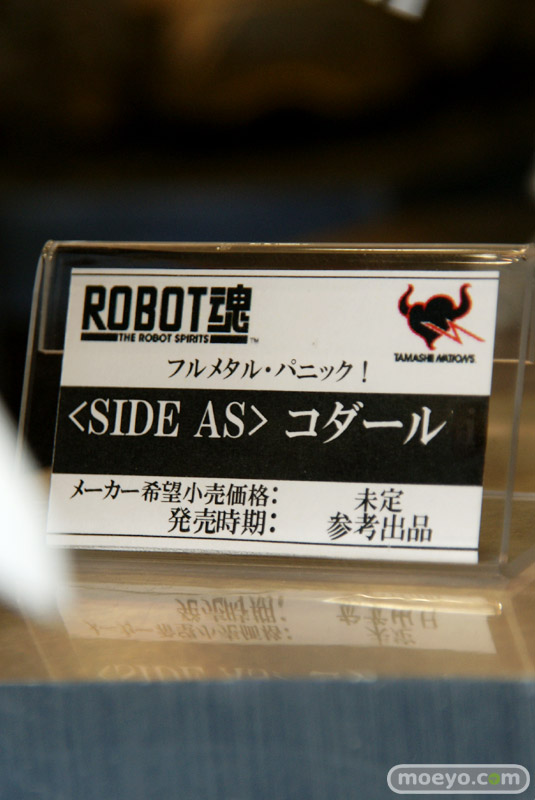 ROBOT魂
THE ROBOT SPIRITS TM
TAMASHII NATIONS
フルメタル・パニック！
<SIDE AS> コダール
メーカー希望小売価格： 未定
発売時期： 参考出品
moeyo.com